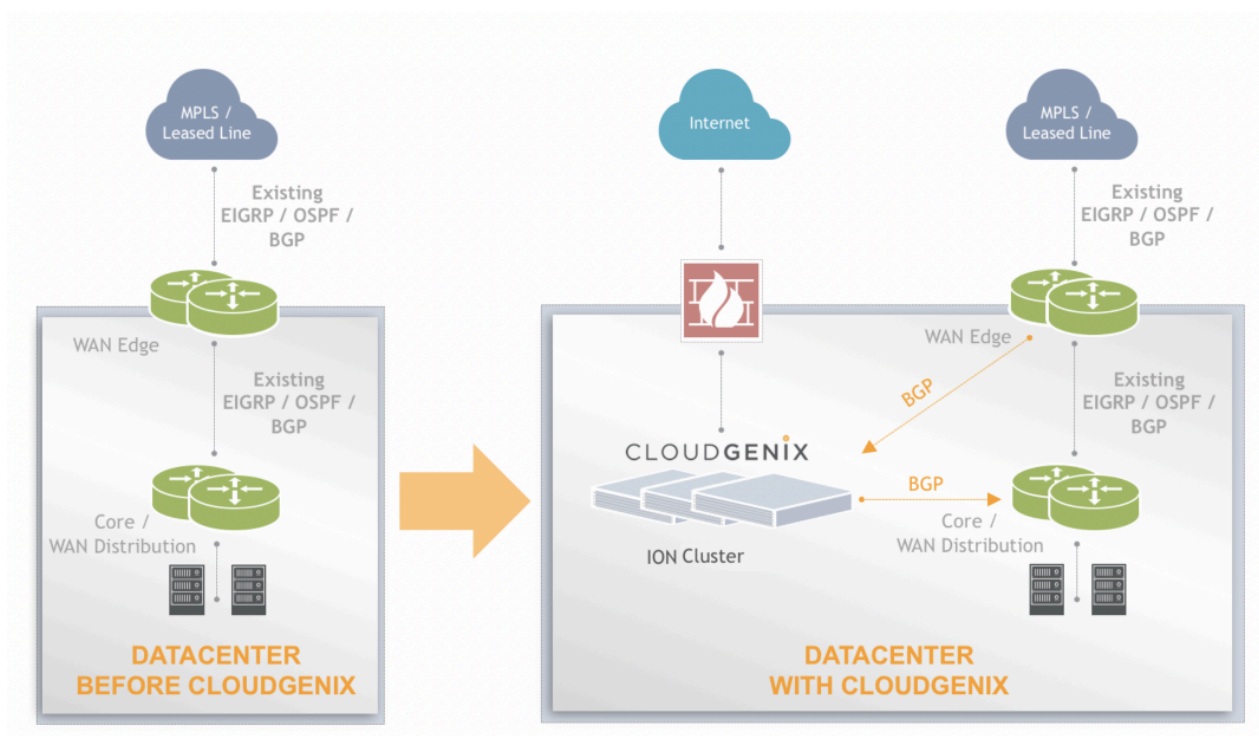 MPLS /
Leased Line
Existing
EIGRP / OSPF /
BGP
WAN Edge
Existing
EIGRP / OSPF /
BGP
Core /
WAN Distribution
DATACENTER
BEFORE CLOUDGENIX
Internet
MPLS /
Leased Line
Existing
EIGRP / OSPF /
BGP
WAN Edge
BGP
Existing
EIGRP / OSPF /
BGP
CLOUDGENIX
BGP
ION Cluster
Core /
WAN Distribution
DATACENTER
WITH CLOUDGENIX